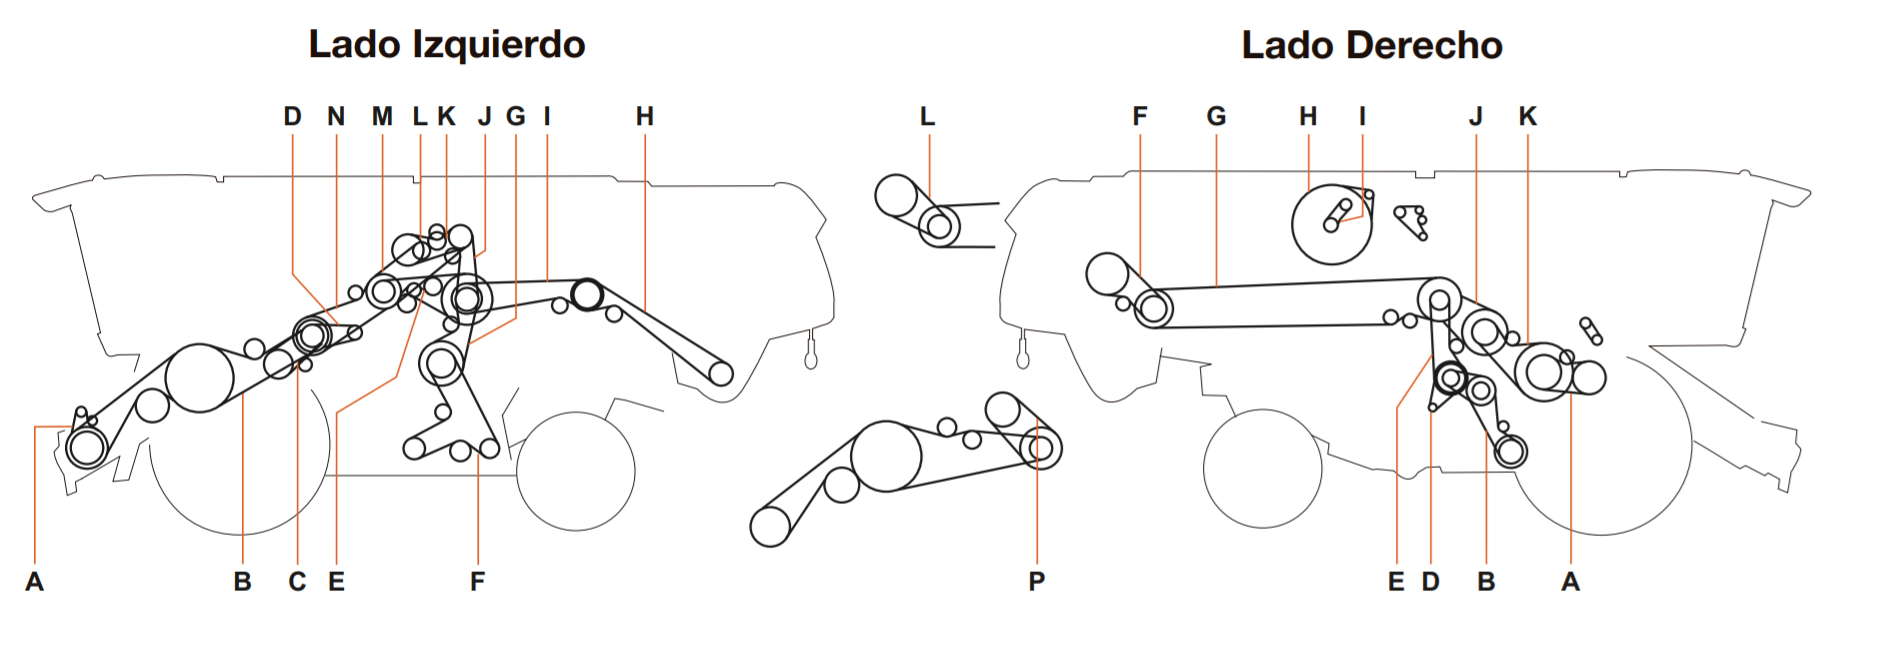 Lado Izquierdo
Lado Derecho
D N M L K J G I H
L
F G H I J K
A B C E F
P
E D B A